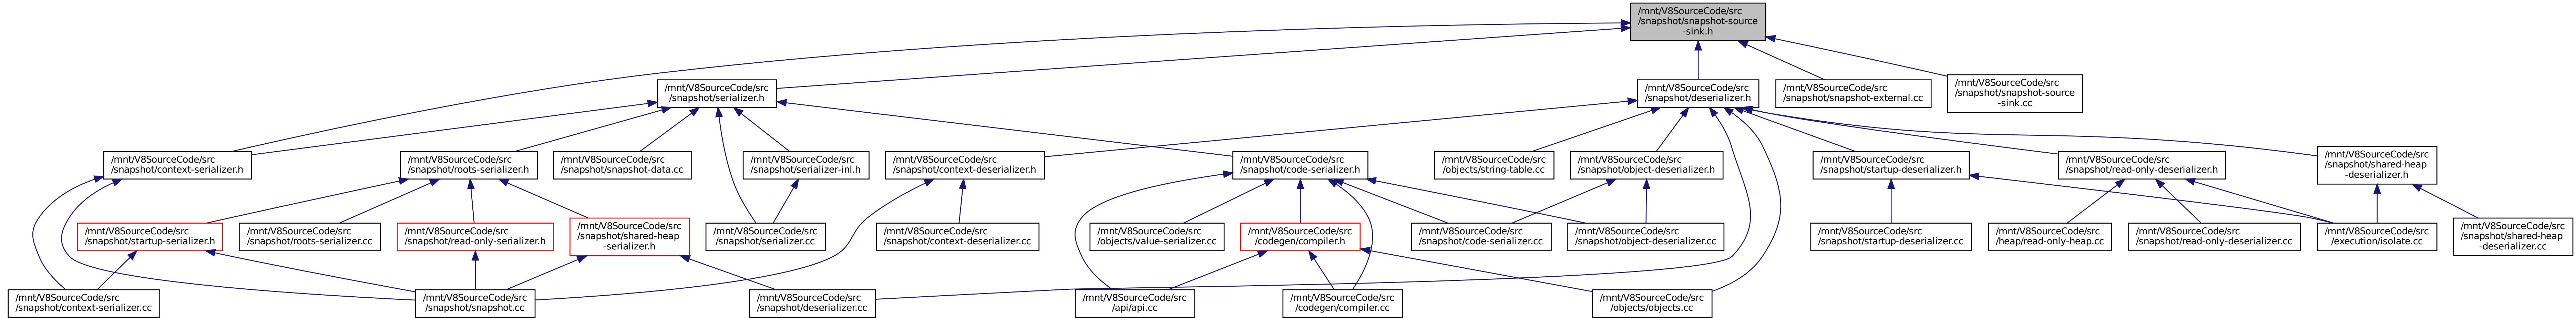 /mnt/V8SourceCode/src
/snapshot/snapshot-source
-sink.h
/mnt/V8SourceCode/src
/snapshot/serializer.h
/mnt/V8SourceCode/src
/snapshot/deserializer.h
/mnt/V8SourceCode/src
/snapshot/snapshot-external.cc
/mnt/V8SourceCode/src
/snapshot/snapshot-source
-sink.cc
/mnt/V8SourceCode/src
/snapshot/context-serializer.h
/mnt/V8SourceCode/src
/snapshot/roots-serializer.h
/mnt/V8SourceCode/src
/snapshot/snapshot-data.cc
/mnt/V8SourceCode/src
/snapshot/serializer-inl.h
/mnt/V8SourceCode/src
/snapshot/context-deserializer.h
/mnt/V8SourceCode/src
/snapshot/code-serializer.h
/mnt/V8SourceCode/src
/objects/string-table.cc
/mnt/V8SourceCode/src
/snapshot/object-deserializer.h
/mnt/V8SourceCode/src
/snapshot/startup-deserializer.h
/mnt/V8SourceCode/src
/snapshot/read-only-deserializer.h
/mnt/V8SourceCode/src
/snapshot/shared-heap
-deserializer.h
/mnt/V8SourceCode/src
/snapshot/startup-serializer.h
/mnt/V8SourceCode/src
/snapshot/roots-serializer.cc
/mnt/V8SourceCode/src
/snapshot/read-only-serializer.h
/mnt/V8SourceCode/src
/snapshot/shared-heap
-serializer.h
/mnt/V8SourceCode/src
/snapshot/serializer.cc
/mnt/V8SourceCode/src
/snapshot/context-deserializer.cc
/mnt/V8SourceCode/src
/objects/value-serializer.cc
/mnt/V8SourceCode/src
/codegen/compiler.h
/mnt/V8SourceCode/src
/snapshot/code-serializer.cc
/mnt/V8SourceCode/src
/snapshot/object-deserializer.cc
/mnt/V8SourceCode/src
/snapshot/startup-deserializer.cc
/mnt/V8SourceCode/src
/heap/read-only-heap.cc
/mnt/V8SourceCode/src
/snapshot/read-only-deserializer.cc
/mnt/V8SourceCode/src
/execution/isolate.cc
/mnt/V8SourceCode/src
/snapshot/shared-heap
-deserializer.cc
/mnt/V8SourceCode/src
/snapshot/context-serializer.cc
/mnt/V8SourceCode/src
/snapshot/snapshot.cc
/mnt/V8SourceCode/src
/snapshot/deserializer.cc
/mnt/V8SourceCode/src
/api/api.cc
/mnt/V8SourceCode/src
/codegen/compiler.cc
/mnt/V8SourceCode/src
/objects/objects.cc